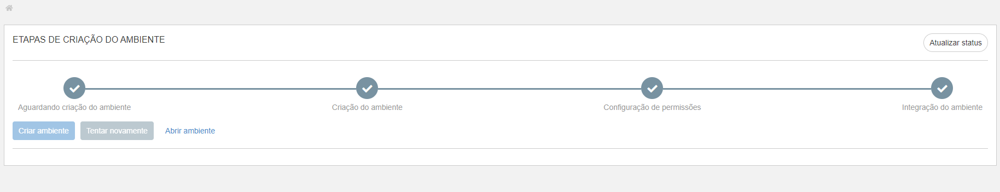 ETAPAS DE CRIAÇÃO DO AMBIENTE
Atualizar status
Aguardando criação do ambiente
Criação do ambiente
Configuração de permissões
Integração do ambiente
Criar ambiente
Tentar novamente
Abrir ambiente